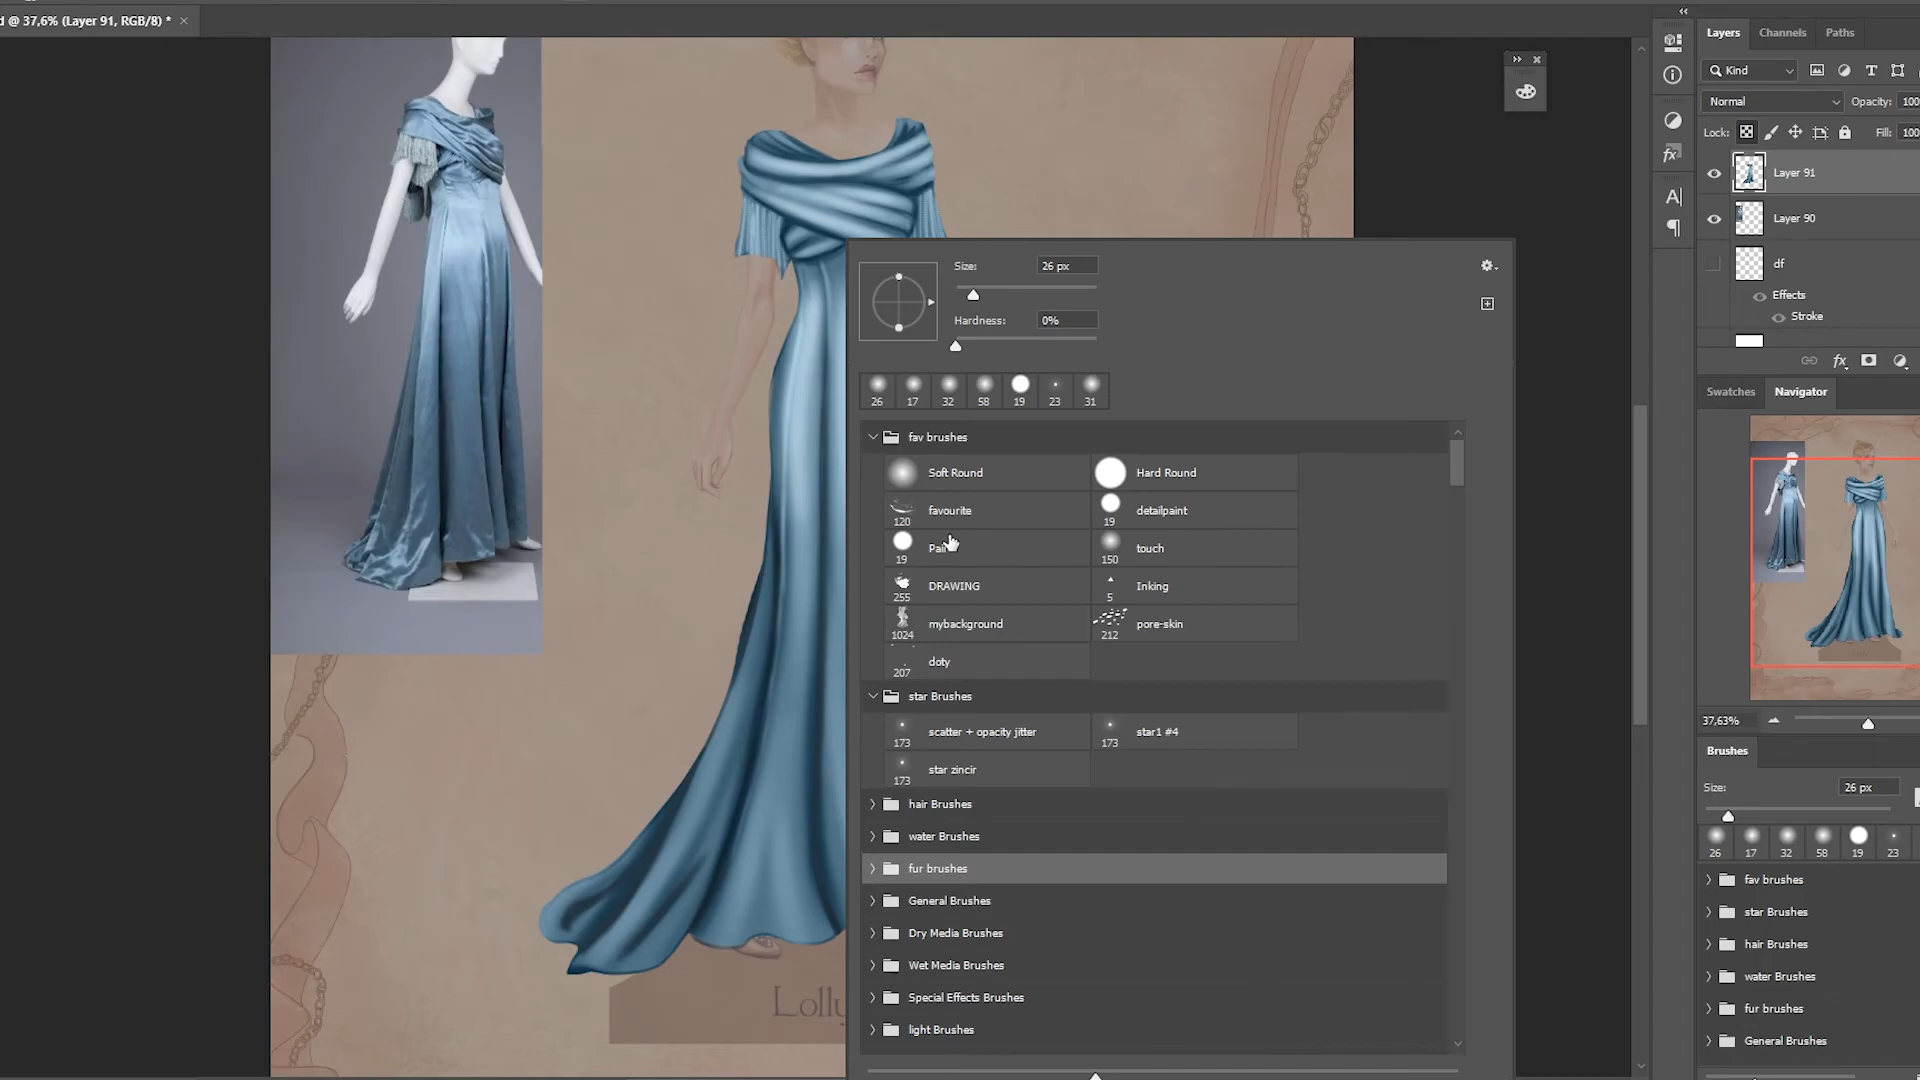 d @ 37,6% (Layer 91, RGB/8) *
Layers
Channels
Paths
Kind
Normal
Opacity:
100
Lock:
Fill:
100
Layer 91
Layer 90
df
Effects
Stroke
fx
Swatches
Navigator
37,63%
Brushes
Size:
26 px
26
17
32
58
19
23
fav brushes
star Brushes
hair Brushes
water Brushes
fur brushes
General Brushes
Size:
26 px
Hardness:
0%
26
17
32
58
19
23
31
fav brushes
Soft Round
Hard Round
favourite
120
detailpaint
19
19
touch
150
DRAWING
255
Inking
5
mybackground
1024
pore-skin
212
doty
207
star Brushes
scatter + opacity jitter
173
star1 #4
173
star zincir
173
hair Brushes
water Brushes
fur brushes
General Brushes
Dry Media Brushes
Wet Media Brushes
Special Effects Brushes
light Brushes
Lolly